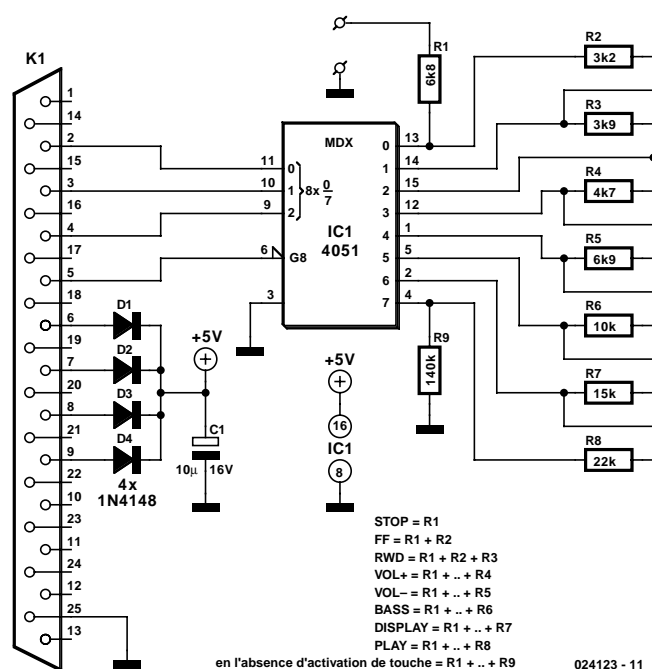 K1
1
14
2
15
3
16
4
17
5
18
6
19
7
20
8
21
9
22
10
23
11
24
12
25
13
D1
D2
D3
D4
4x
1N4148
+5V
C1
10µ 16V
MDX
11 0
10 1
9 2
8x 0/7
6 G8
3
IC1
4051
0 13
1 14
2 15
3 12
4 1
5 5
6 2
7 4
R1
6k8
R2
3k2
R3
3k9
R4
4k7
R5
6k9
R6
10k
R7
15k
R8
22k
R9
140k
+5V
16
IC1
8
STOP = R1
FF = R1 + R2
RWD = R1 + R2 + R3
VOL+ = R1 + .. + R4
VOL– = R1 + .. + R5
BASS = R1 + .. + R6
DISPLAY = R1 + .. + R7
PLAY = R1 + .. + R8
en l'absence d'activation de touche = R1 + .. + R9
024123 - 11